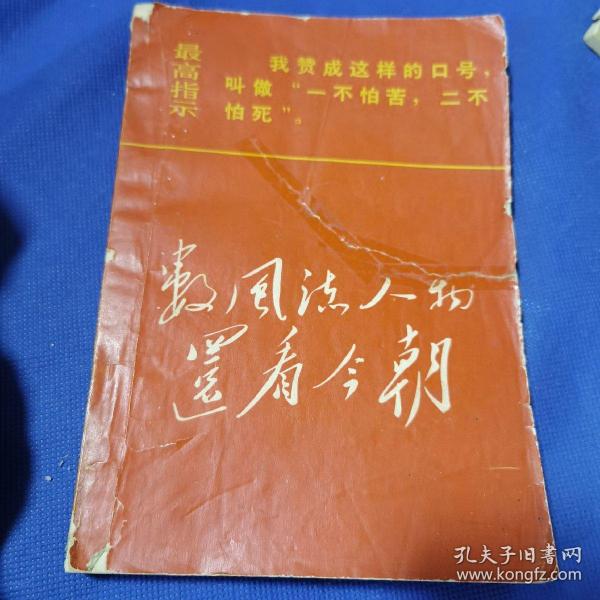 最高指示
我赞成这样的口号，
叫做“一不怕苦，二不
怕死”。
数风流人物
還看今朝
孔夫子旧书网
www.kongfz.com